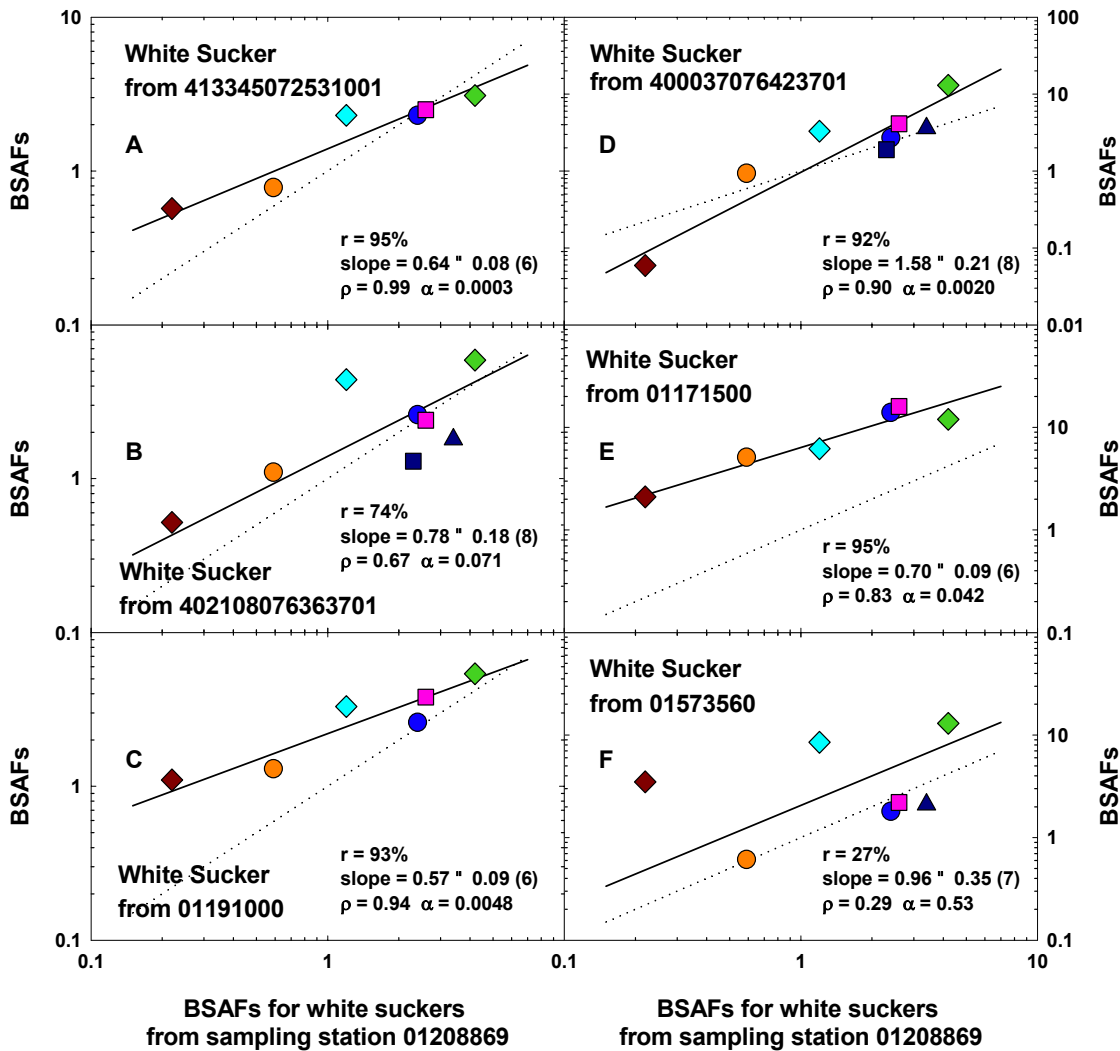 10
White Sucker
from 413345072531001
A
BSAFs
1
r = 95%
slope = 0.64 " 0.08 (6)
ρ = 0.99 α = 0.0003
0.1
B
BSAFs
1
r = 74%
slope = 0.78 " 0.18 (8)
ρ = 0.67 α = 0.071
White Sucker
from 402108076363701
0.1
C
BSAFs
1
r = 93%
slope = 0.57 " 0.09 (6)
ρ = 0.94 α = 0.0048
White Sucker
from 01191000
0.1
0.1 1 10
BSAFs for white suckers
from sampling station 01208869
100
White Sucker
from 400037076423701
10
D
BSAFs
1
r = 92%
slope = 1.58 " 0.21 (8)
ρ = 0.90 α = 0.0020
0.1
0.01
White Sucker
from 01171500
10
E
BSAFs
1
r = 95%
slope = 0.70 " 0.09 (6)
ρ = 0.83 α = 0.042
0.1
White Sucker
from 01573560
10
F
BSAFs
1
r = 27%
slope = 0.96 " 0.35 (7)
ρ = 0.29 α = 0.53
0.1
0.1 1 10
BSAFs for white suckers
from sampling station 01208869